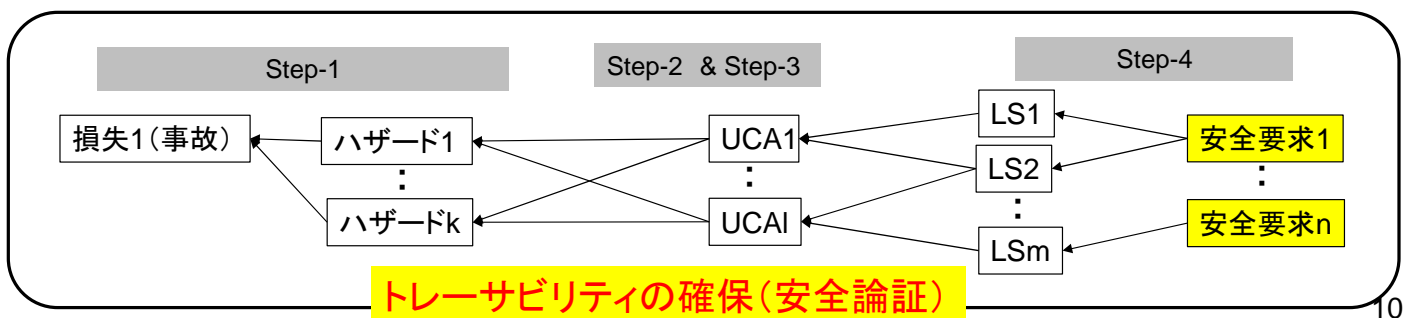 Step-1
Step-2 & Step-3
Step-4
損失1(事故)
ハザード1
:
ハザードk
UCA1
:
UCAl
LS1
LS2
:
LSm
安全要求1
:
安全要求n
トレーサビリティの確保(安全論証)
10